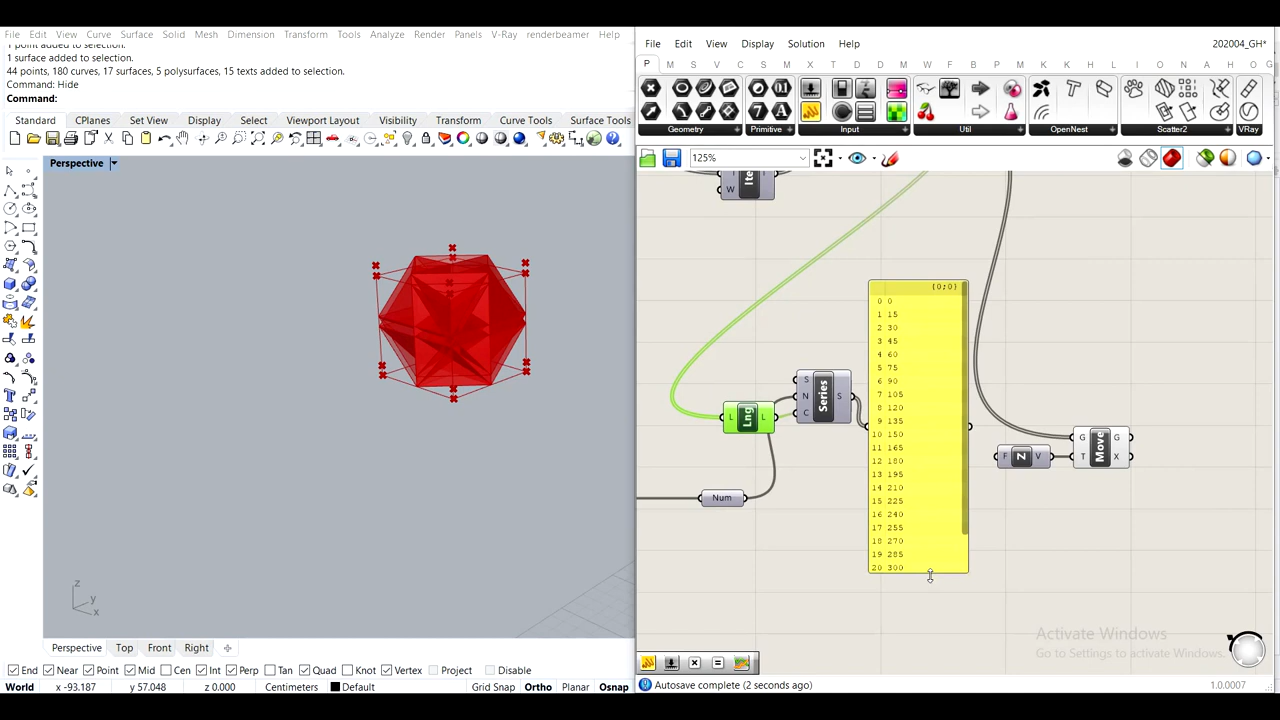 File Edit View Curve Surface Solid Mesh Dimension Transform Tools Analyze Render Panels V-Ray renderbeamer Help
1 surface added to selection.
44 points, 180 curves, 17 surfaces, 5 polysurfaces, 15 texts added to selection.
Command: Hide
Command:
Standard CPlanes Set View Display Select Viewport Layout Visibility Transform Curve Tools Surface Tools
Perspective
z
y
x
Perspective Top Front Right
End Near Point Mid Cen Int Perp Tan Quad Knot Vertex Project Disable
World x -93.187 y 57.048 z 0.000 Centimeters Default Grid Snap Ortho Planar Osnap
File Edit View Display Solution Help 202004_GH*
P M S V C S M X D M W F B P M K K L H A G
Geometry Primitive Input Util OpenNest Scatter2 VRay
125%
Ite
W
{0;0}
0 0
1 15
2 30
3 45
4 60
5 75
6 90
7 105
8 120
9 135
10 150
11 165
12 180
13 195
14 210
15 225
16 240
17 255
18 270
19 285
20 300
S
N Series S
C
L Lng L
Num
F Z V
G Move G
T X
Activate Windows
Go to Settings to activate Windows.
Autosave complete (2 seconds ago) 1.0.0007